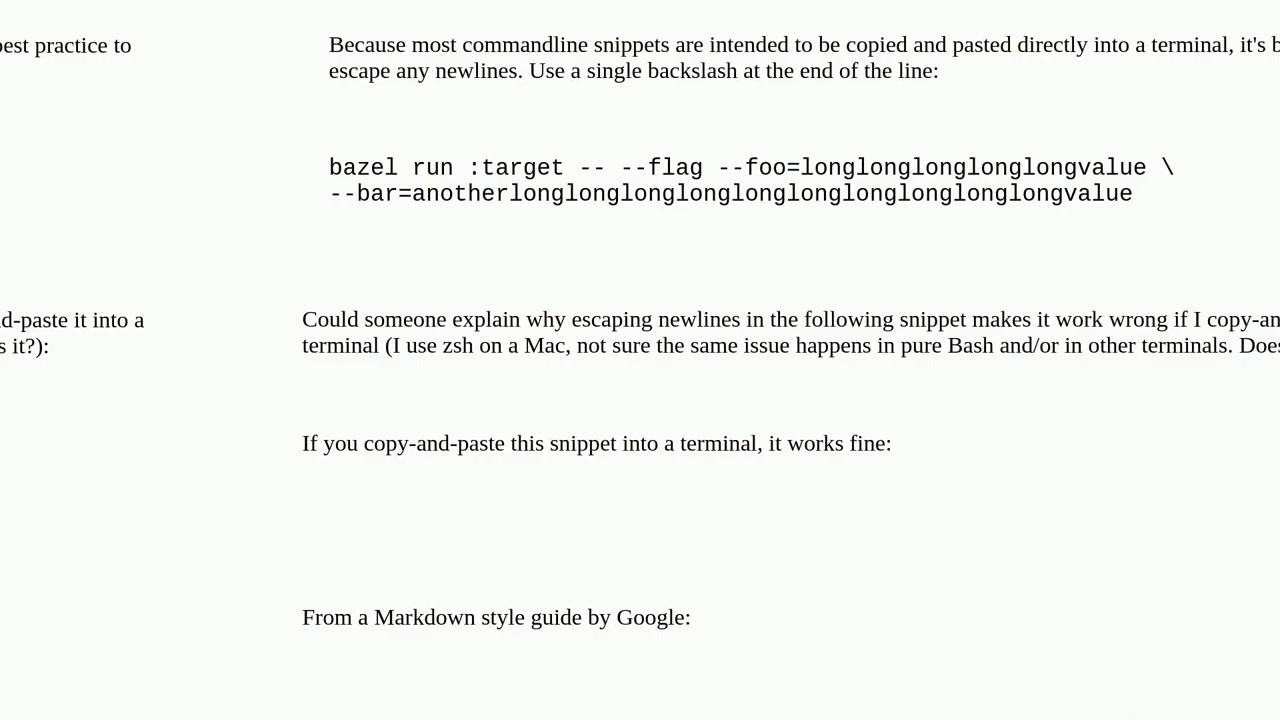 best practice to
Because most commandline snippets are intended to be copied and pasted directly into a terminal, it's b
escape any newlines. Use a single backslash at the end of the line:
bazel run :target -- --flag --foo=longlonglonglonglongvalue \
--bar=anotherlonglonglonglonglonglonglonglonglonglongvalue
d-paste it into a
s it?):
Could someone explain why escaping newlines in the following snippet makes it work wrong if I copy-an
terminal (I use zsh on a Mac, not sure the same issue happens in pure Bash and/or in other terminals. Does
If you copy-and-paste this snippet into a terminal, it works fine:
From a Markdown style guide by Google: